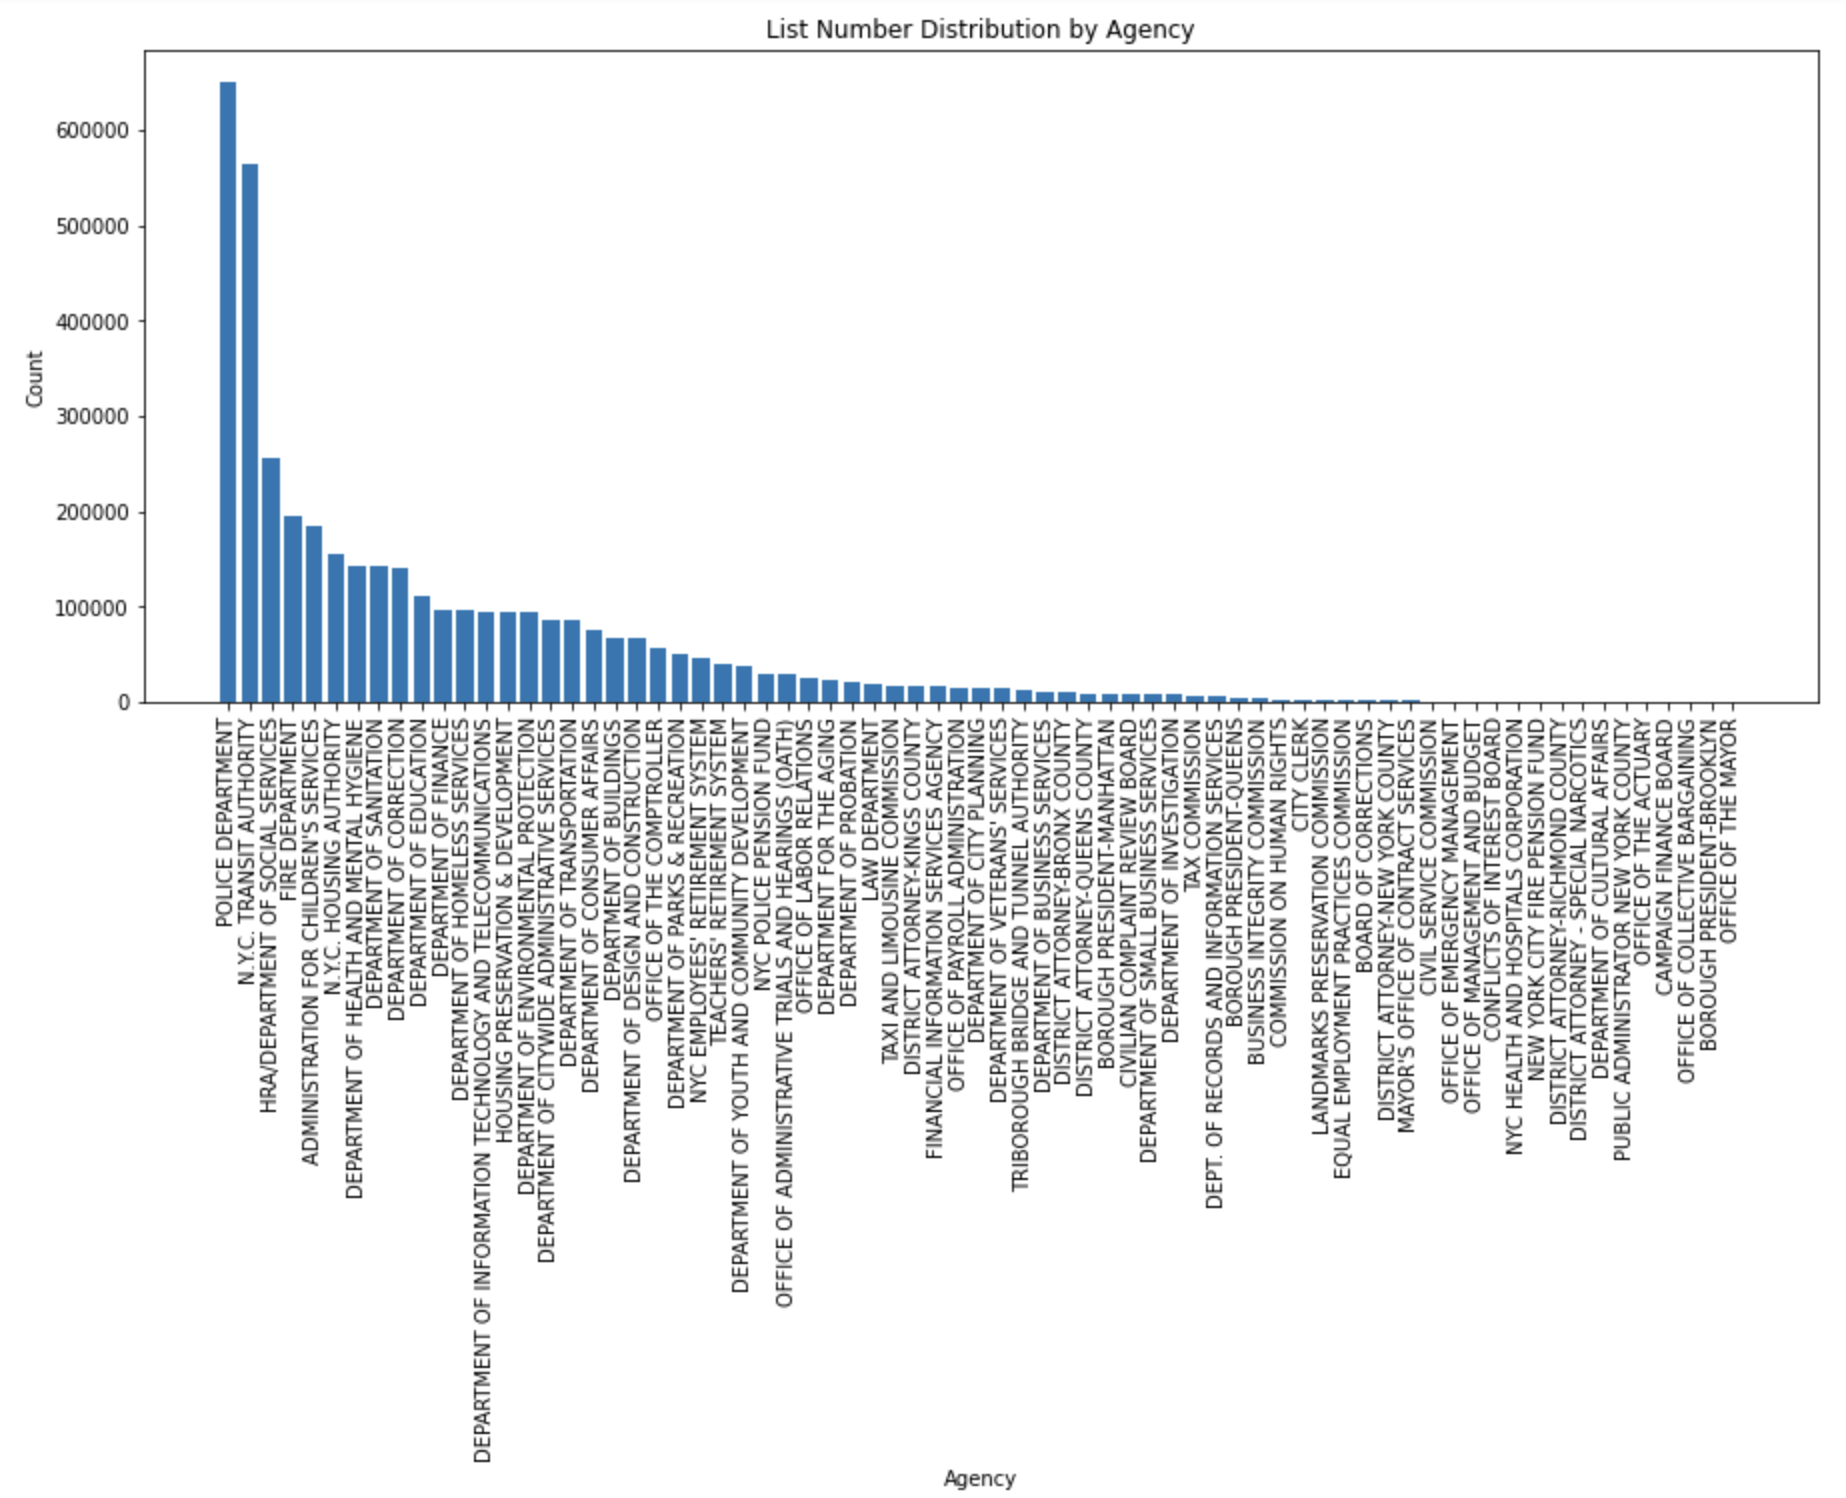 List Number Distribution by Agency
600000
500000
400000
300000
200000
100000
0
Count
POLICE DEPARTMENT
N.Y.C. TRANSIT AUTHORITY
HRA/DEPARTMENT OF SOCIAL SERVICES
FIRE DEPARTMENT
ADMINISTRATION FOR CHILDREN'S SERVICES
N.Y.C. HOUSING AUTHORITY
DEPARTMENT OF HEALTH AND MENTAL HYGIENE
DEPARTMENT OF SANITATION
DEPARTMENT OF CORRECTION
DEPARTMENT OF EDUCATION
DEPARTMENT OF FINANCE
DEPARTMENT OF HOMELESS SERVICES
DEPARTMENT OF INFORMATION TECHNOLOGY AND TELECOMMUNICATIONS
HOUSING PRESERVATION & DEVELOPMENT
DEPARTMENT OF ENVIRONMENTAL PROTECTION
DEPARTMENT OF CITYWIDE ADMINISTRATIVE SERVICES
DEPARTMENT OF TRANSPORTATION
DEPARTMENT OF CONSUMER AFFAIRS
DEPARTMENT OF BUILDINGS
DEPARTMENT OF DESIGN AND CONSTRUCTION
OFFICE OF THE COMPTROLLER
DEPARTMENT OF PARKS & RECREATION
NYC EMPLOYEES' RETIREMENT SYSTEM
TEACHERS' RETIREMENT SYSTEM
DEPARTMENT OF YOUTH AND COMMUNITY DEVELOPMENT
NYC POLICE PENSION FUND
OFFICE OF ADMINISTRATIVE TRIALS AND HEARINGS (OATH)
OFFICE OF LABOR RELATIONS
DEPARTMENT FOR THE AGING
DEPARTMENT OF PROBATION
LAW DEPARTMENT
TAXI AND LIMOUSINE COMMISSION
DISTRICT ATTORNEY-KINGS COUNTY
FINANCIAL INFORMATION SERVICES AGENCY
OFFICE OF PAYROLL ADMINISTRATION
DEPARTMENT OF CITY PLANNING
DEPARTMENT OF VETERANS' SERVICES
TRIBOROUGH BRIDGE AND TUNNEL AUTHORITY
DEPARTMENT OF BUSINESS SERVICES
DISTRICT ATTORNEY-BRONX COUNTY
DISTRICT ATTORNEY-QUEENS COUNTY
BOROUGH PRESIDENT-MANHATTAN
CIVILIAN COMPLAINT REVIEW BOARD
DEPARTMENT OF SMALL BUSINESS SERVICES
DEPARTMENT OF INVESTIGATION
TAX COMMISSION
DEPT. OF RECORDS AND INFORMATION SERVICES
BOROUGH PRESIDENT-QUEENS
BUSINESS INTEGRITY COMMISSION
COMMISSION ON HUMAN RIGHTS
CITY CLERK
LANDMARKS PRESERVATION COMMISSION
EQUAL EMPLOYMENT PRACTICES COMMISSION
BOARD OF CORRECTIONS
DISTRICT ATTORNEY-NEW YORK COUNTY
MAYOR'S OFFICE OF CONTRACT SERVICES
CIVIL SERVICE COMMISSION
OFFICE OF EMERGENCY MANAGEMENT
OFFICE OF MANAGEMENT AND BUDGET
CONFLICTS OF INTEREST BOARD
NYC HEALTH AND HOSPITALS CORPORATION
NEW YORK CITY FIRE PENSION FUND
DISTRICT ATTORNEY-RICHMOND COUNTY
DISTRICT ATTORNEY - SPECIAL NARCOTICS
DEPARTMENT OF CULTURAL AFFAIRS
PUBLIC ADMINISTRATOR NEW YORK COUNTY
OFFICE OF THE ACTUARY
CAMPAIGN FINANCE BOARD
OFFICE OF COLLECTIVE BARGAINING
BOROUGH PRESIDENT-BROOKLYN
OFFICE OF THE MAYOR
Agency